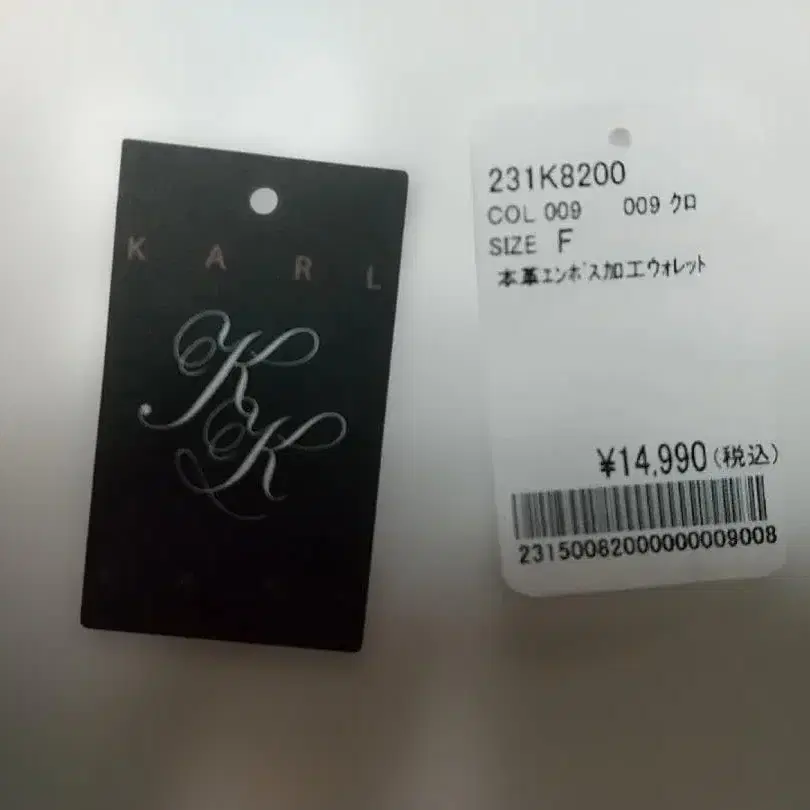 KARL
KK
231K8200
COL 009 009 クロ
SIZE F
本革エンボス加工ウォレット
¥14,990(税込)
23150082000000009008